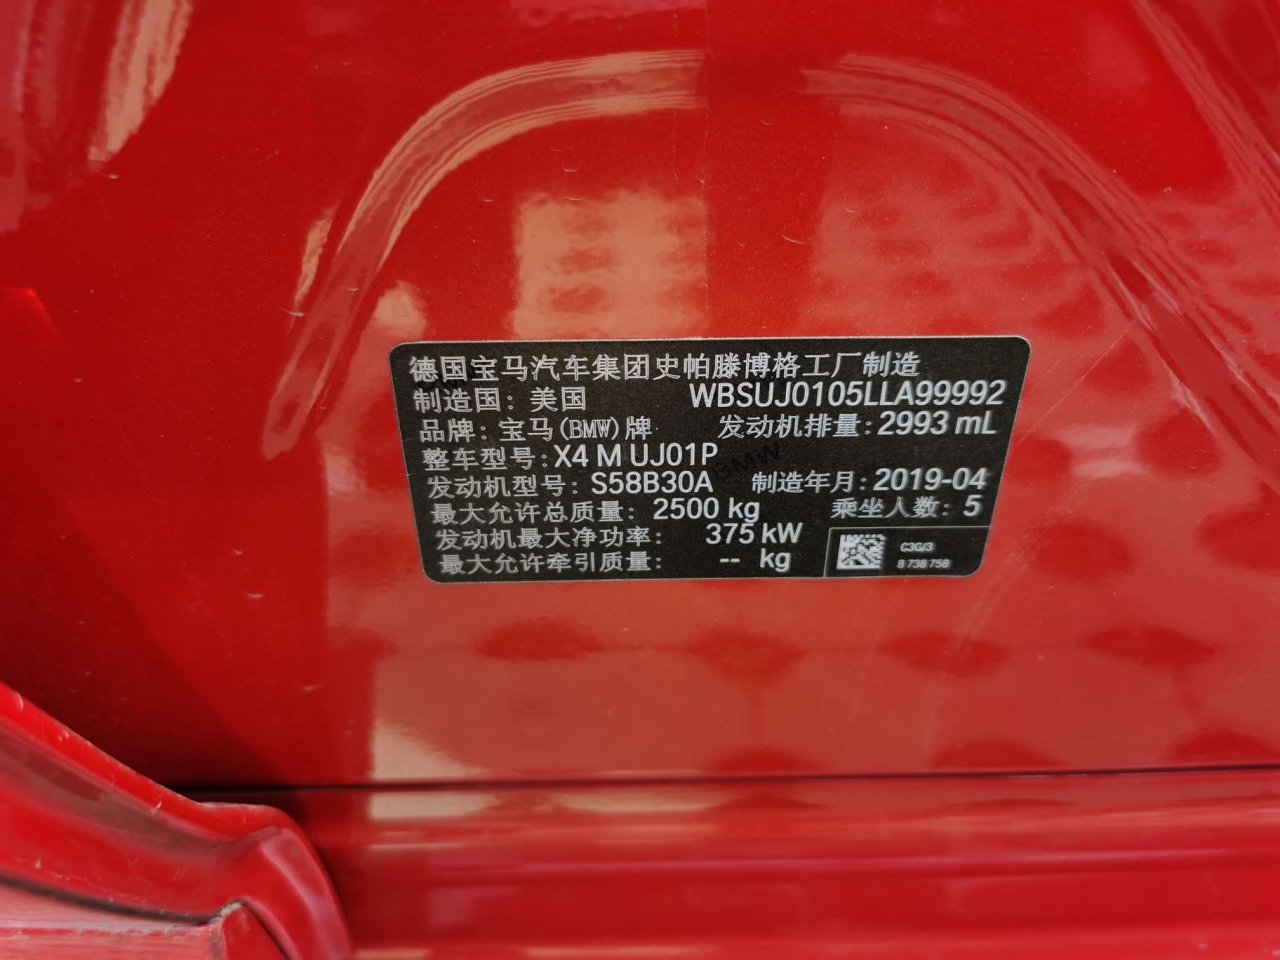 德国宝马汽车集团史帕滕博格工厂制造
制造国：美国 WBSUJ0105LLA99992
品牌：宝马(BMW)牌 发动机排量：2993 mL
整车型号：X4 M UJ01P
发动机型号：S58B30A 制造年月：2019-04
最大允许总质量：2500 kg 乘坐人数：5
发动机最大净功率：375 kW
最大允许牵引质量：-- kg
C3G/3
8 738 758
BMW